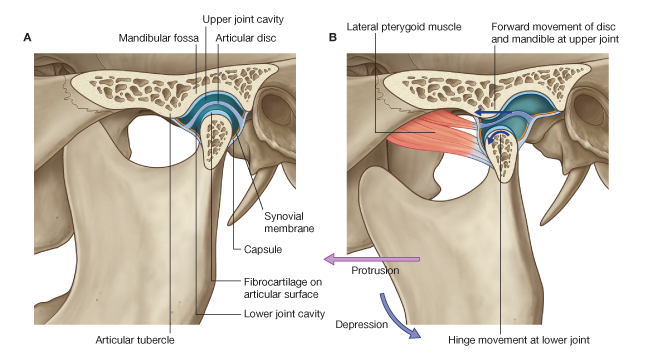 A
Upper joint cavity
Mandibular fossa
Articular disc
Synovial
membrane
Capsule
Fibrocartilage on
articular surface
Lower joint cavity
Articular tubercle
B
Lateral pterygoid muscle
Forward movement of disc
and mandible at upper joint
Protrusion
Depression
Hinge movement at lower joint